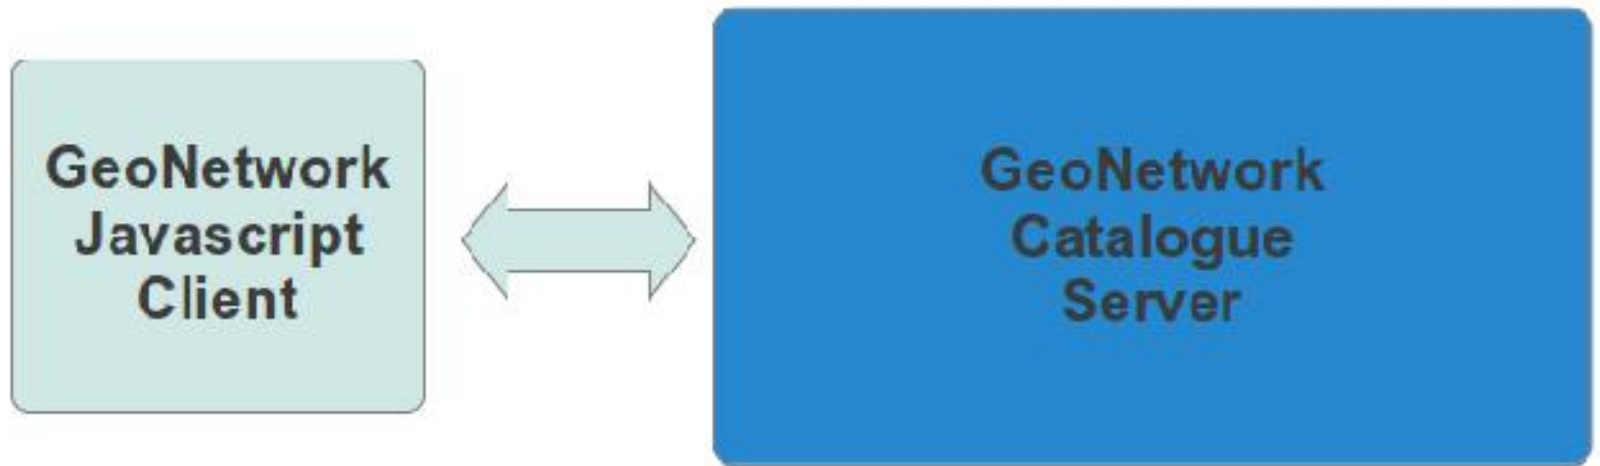 GeoNetwork
Javascript
Client
GeoNetwork
Catalogue
Server